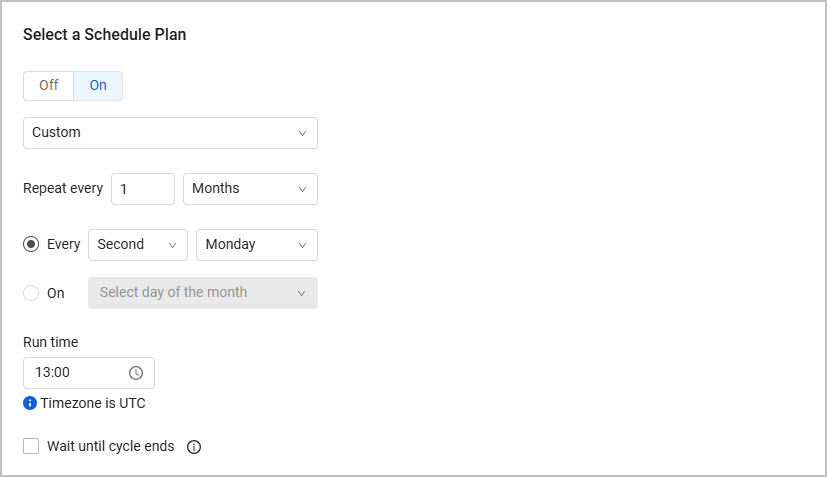 Select a Schedule Plan
Off On
Custom
Repeat every 1 Months
Every Second Monday
On Select day of the month
Run time
13:00
Timezone is UTC
Wait until cycle ends